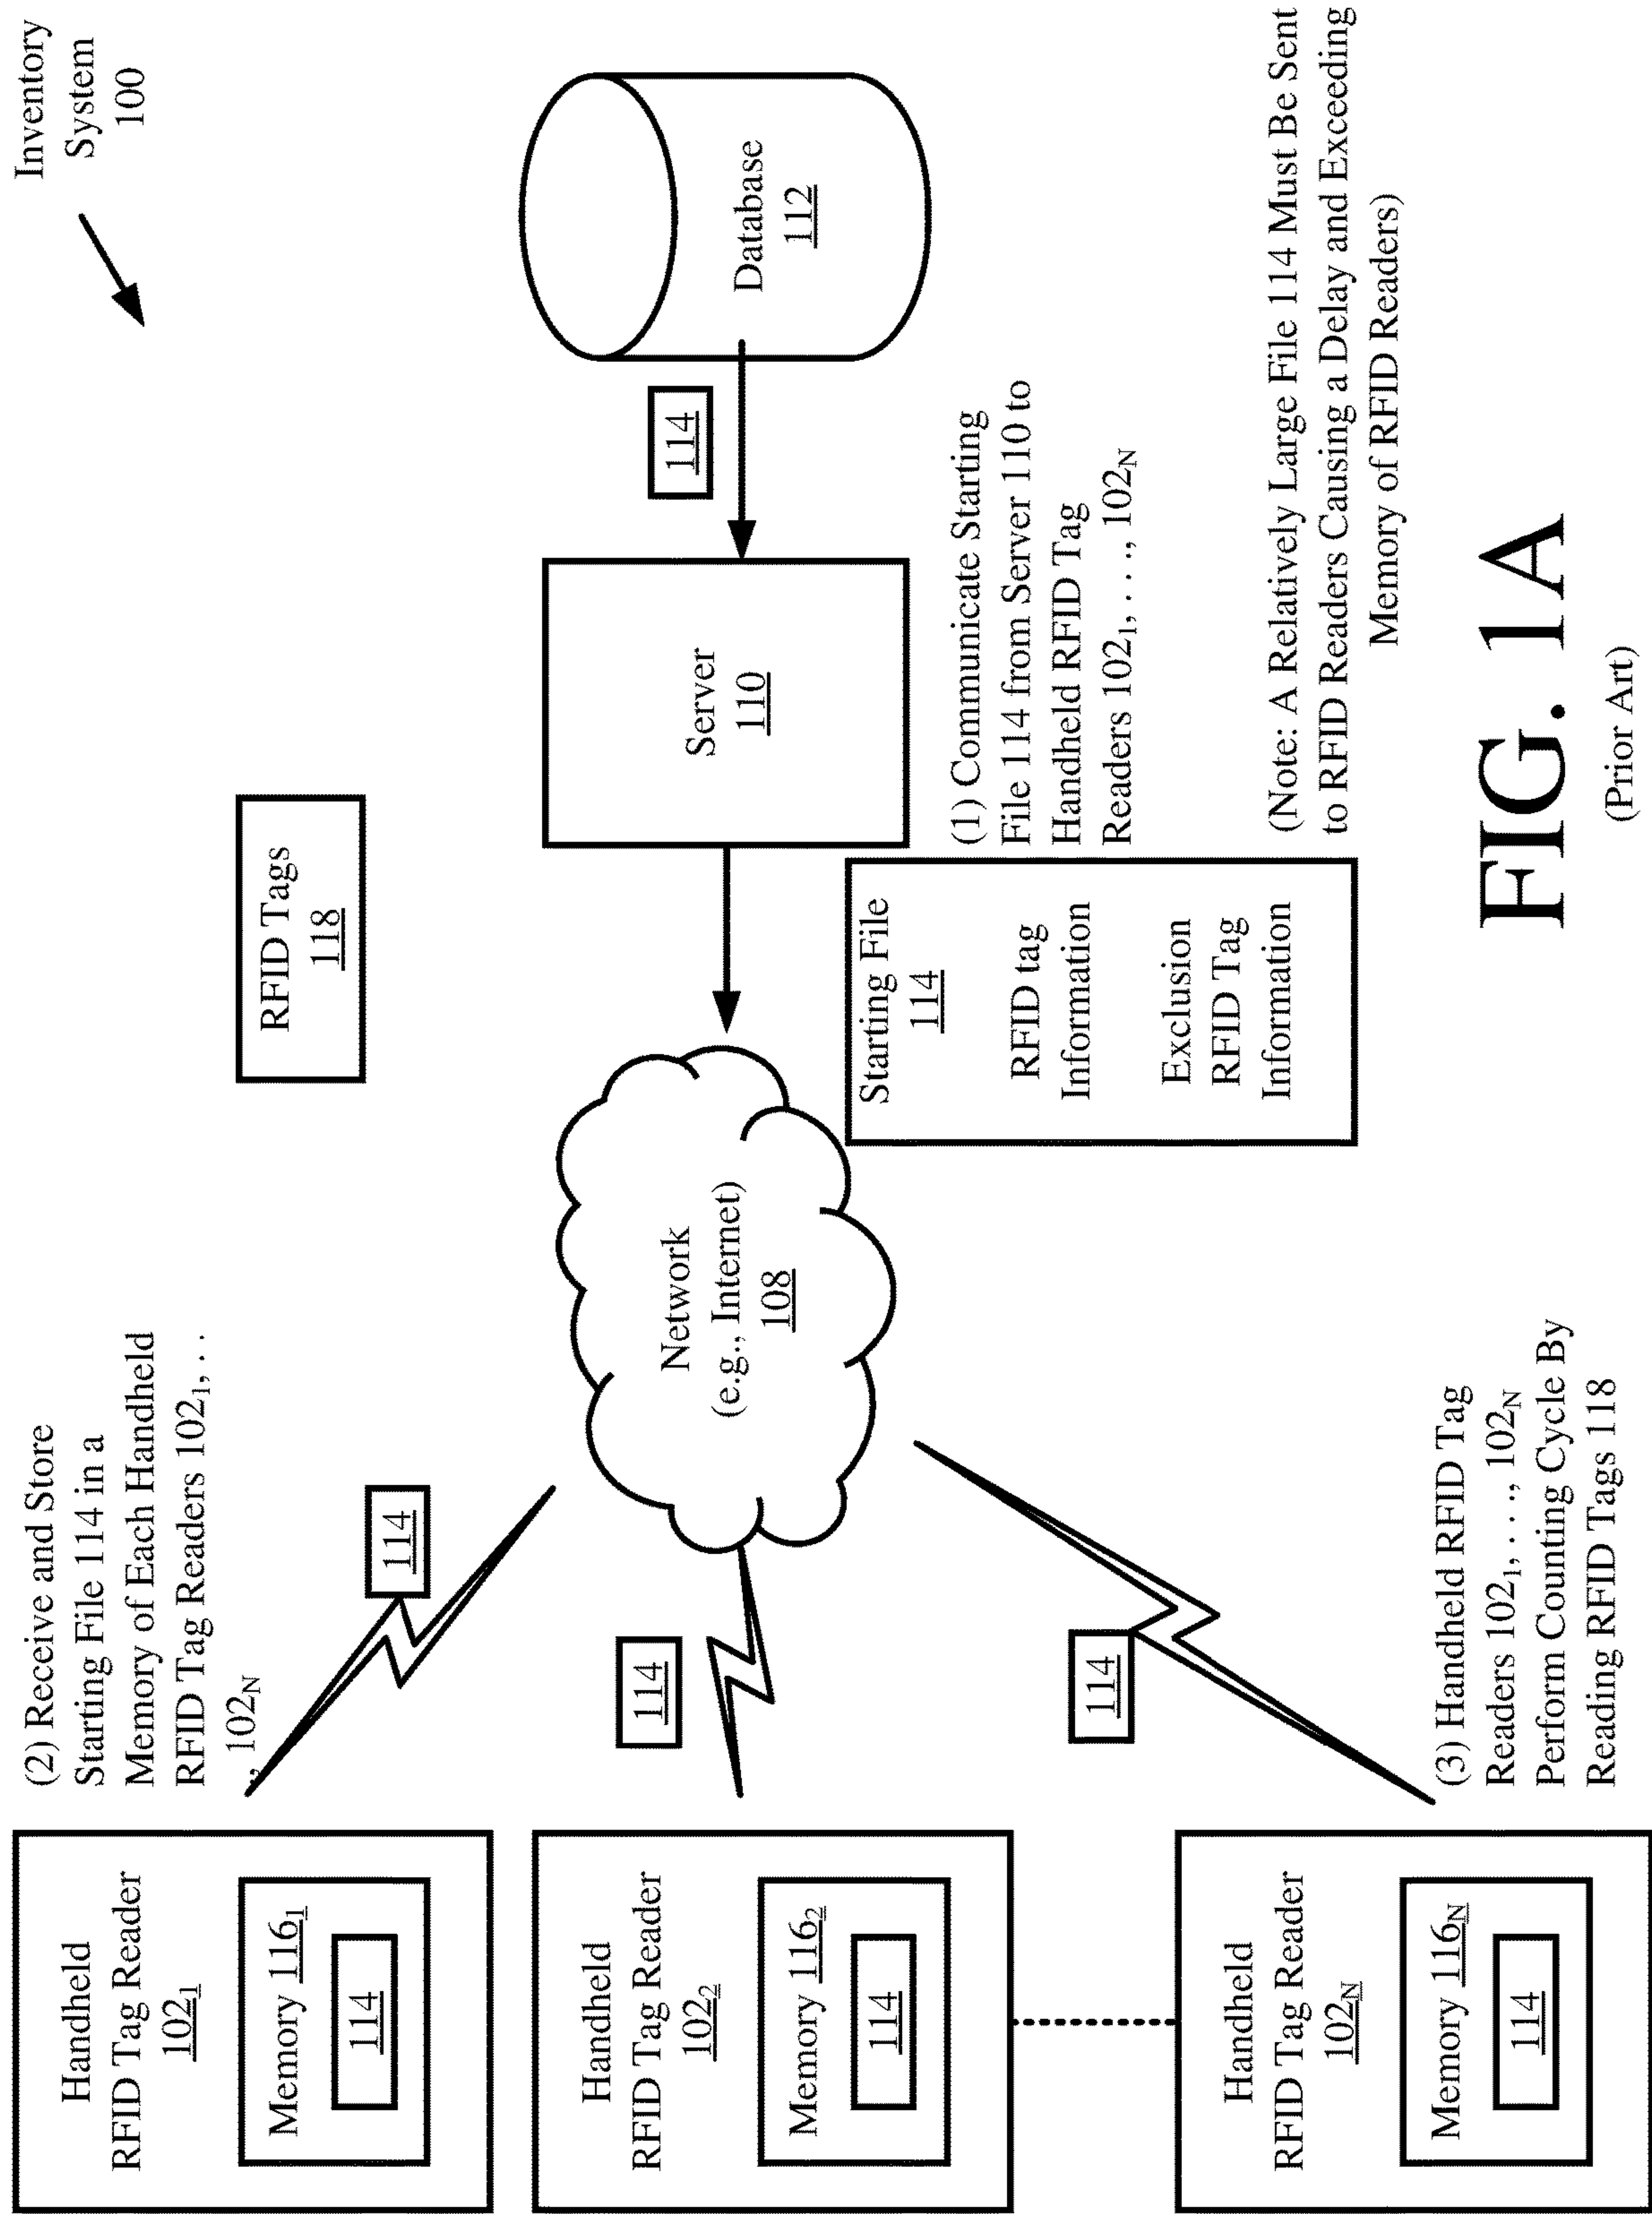 Inventory
System
100
(2) Receive and Store
Starting File 114 in a
Memory of Each Handheld
RFID Tag Readers 102₁, . .
., 102_N
Handheld
RFID Tag Reader
102₁
Memory 116₁
114
114
RFID Tags
118
Handheld
RFID Tag Reader
102₂
Memory 116₂
114
114
Network
(e.g., Internet)
108
Server
110
114
Database
112
Handheld
RFID Tag Reader
102_N
Memory 116_N
114
114
Starting File
114
RFID tag
Information
Exclusion
RFID Tag
Information
(1) Communicate Starting
File 114 from Server 110 to
Handheld RFID Tag
Readers 102₁, . . ., 102_N
(3) Handheld RFID Tag
Readers 102₁, . . ., 102_N
Perform Counting Cycle By
Reading RFID Tags 118
(Note: A Relatively Large File 114 Must Be Sent
to RFID Readers Causing a Delay and Exceeding
Memory of RFID Readers)
FIG. 1A
(Prior Art)